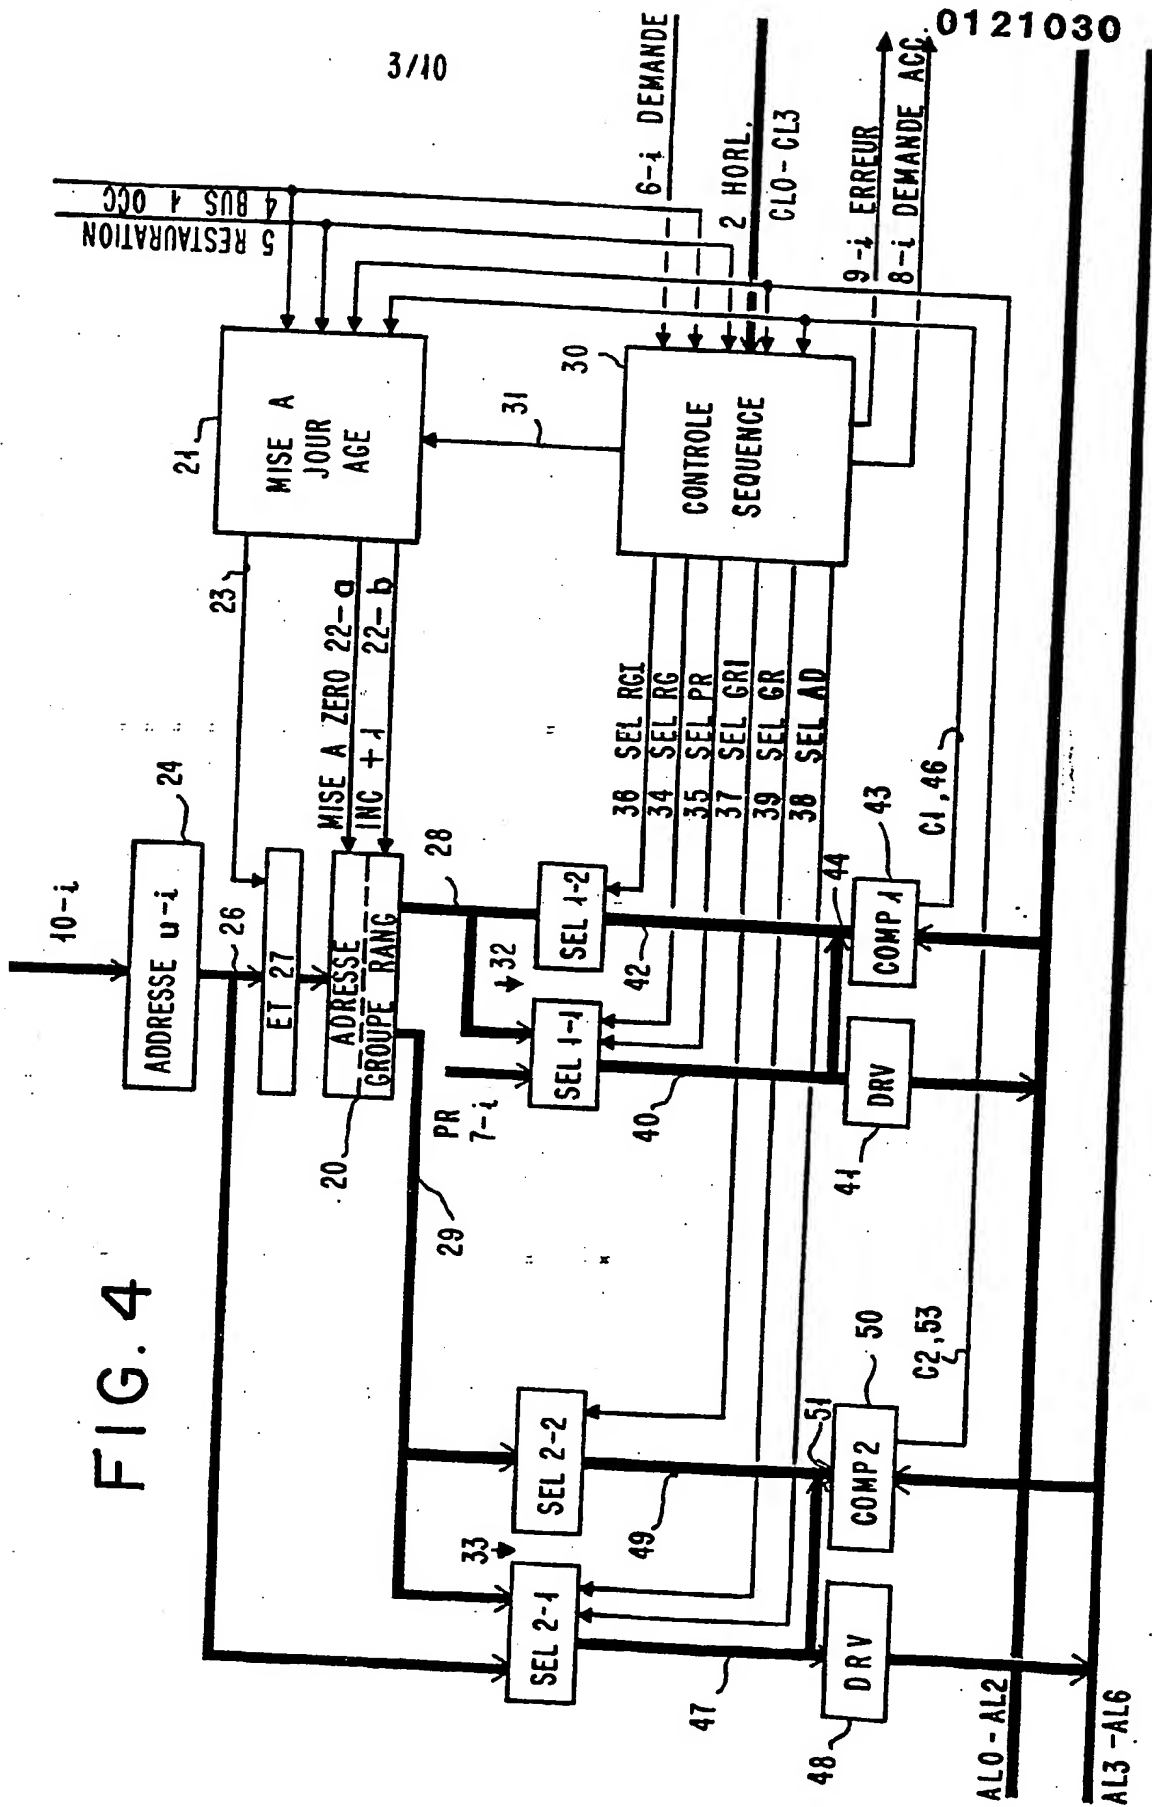 0121030
3/10
FIG. 4
10-i
ADDRESSE u-i
24
26
ET 27
23
21
MISE A
JOUR
AGE
5 RESTAURATION
4 BUS 1 OCC
MISE A ZERO 22-a
INC +1 22-b
ADRESSE
GROUPE RANG
20
28
29
31
30
CONTROLE
SEQUENCE
6-i DEMANDE
2 HORL.
CL0-CL3
9-i ERREUR
8-i DEMANDE ACC.
36 SEL RGI
34 SEL RG
35 SEL PR
37 SEL GRI
39 SEL GR
38 SEL AD
PR
7-i
32
SEL 1-1
SEL 1-2
33
SEL 2-1
SEL 2-2
40
42
44
47
49
51
DRV
41
COMP1
43
C1,46
DRV
48
COMP2
50
C2,53
AL0-AL2
AL3-AL6